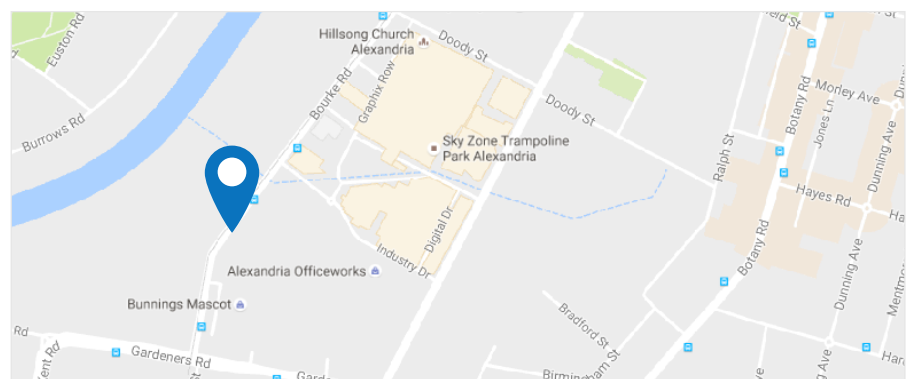 Euston Rd
Hillsong Church
Alexandria
Doody St
Bourke Rd
Graphix Row
Burrows Rd
Doody St
Sky Zone Trampoline
Park Alexandria
Ralph St
Botany Rd
Morley Ave
Jones Ln
Dunning Ave
Hayes Rd
Digital Dr
Industry Dr
Botany Rd
Dunning Ave
Alexandria Officeworks
Bunnings Mascot
Bradford St
Rd
Gardeners Rd